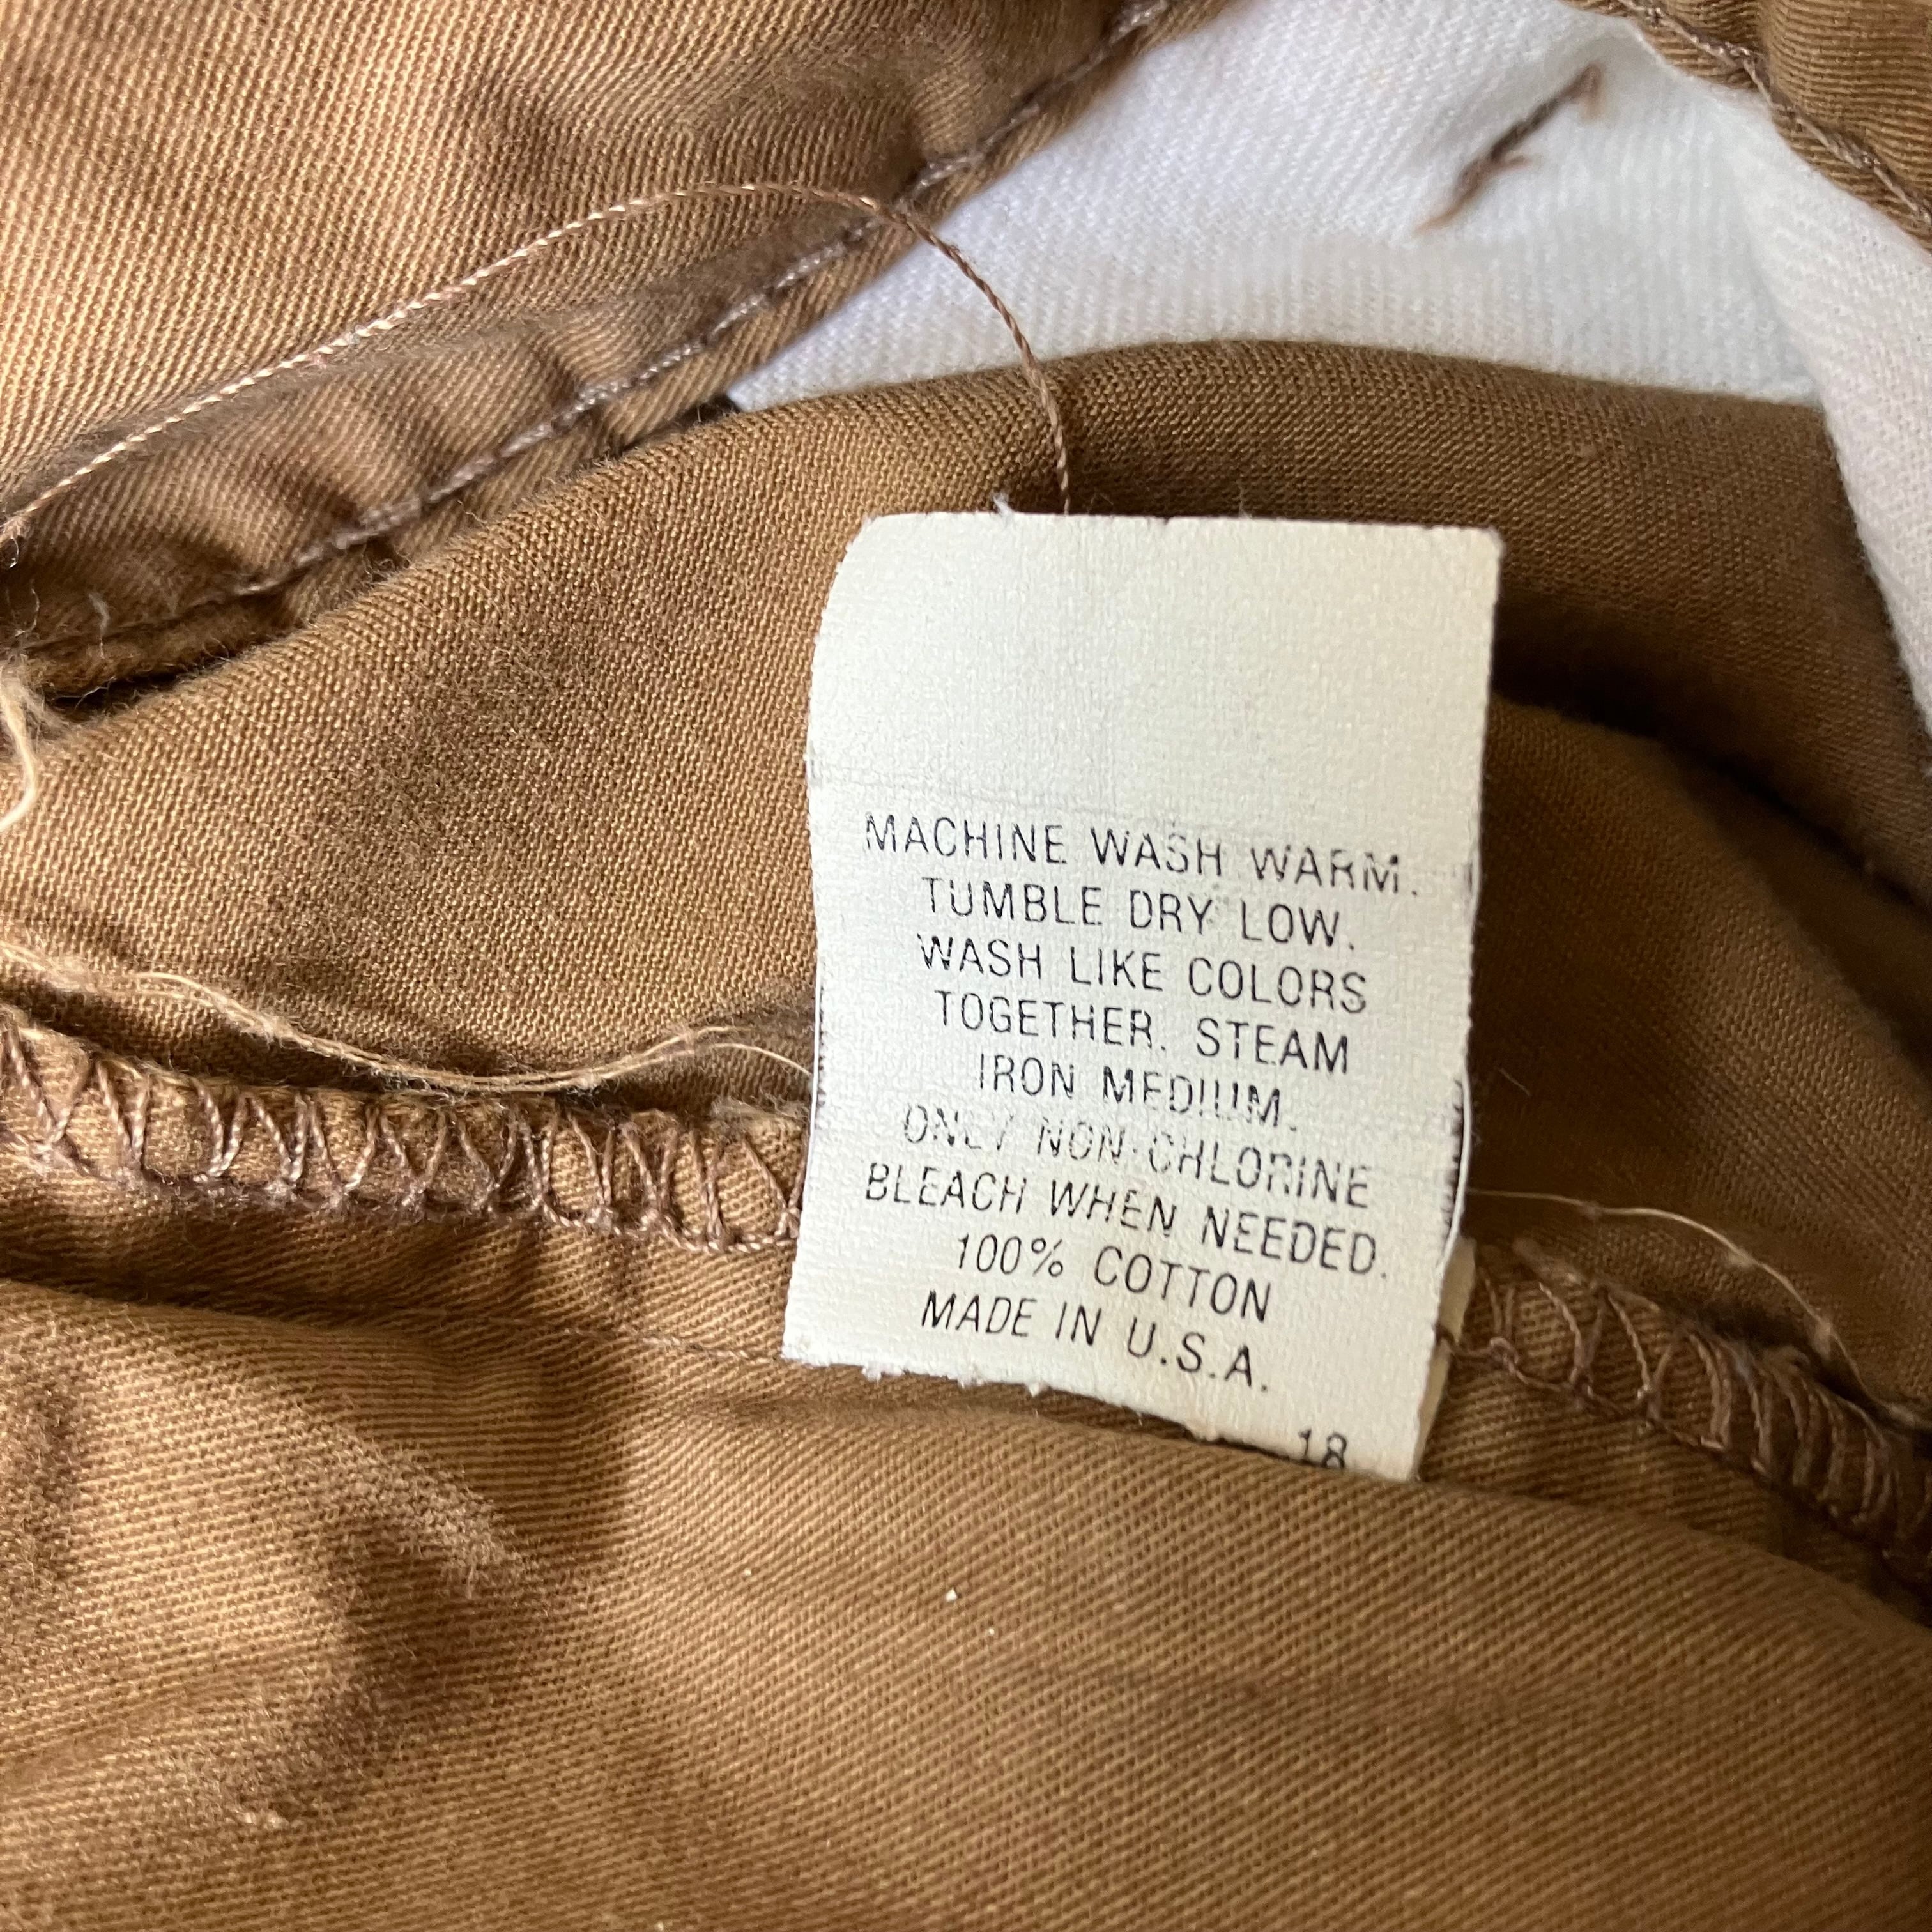 MACHINE WASH WARM.
TUMBLE DRY LOW.
WASH LIKE COLORS
TOGETHER. STEAM
IRON MEDIUM.
ONLY NON-CHLORINE
BLEACH WHEN NEEDED.
100% COTTON
MADE IN U.S.A.
18